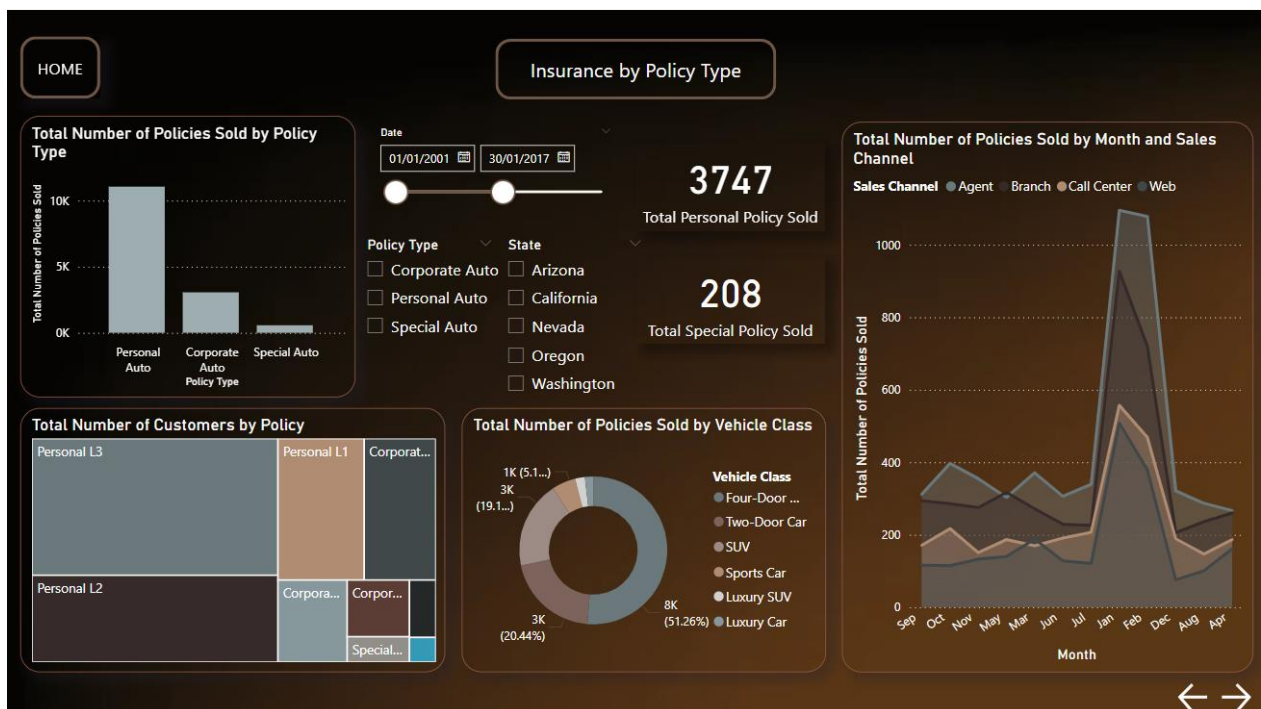 HOME
Insurance by Policy Type
Total Number of Policies Sold by Policy
Type
Total Number of Policies Sold
10K
5K
0K
Personal
Auto
Corporate
Auto
Special Auto
Policy Type
Date
01/01/2001
30/01/2017
Policy Type
Corporate Auto
Personal Auto
Special Auto
State
Arizona
California
Nevada
Oregon
Washington
3747
Total Personal Policy Sold
208
Total Special Policy Sold
Total Number of Policies Sold by Month and Sales
Channel
Sales Channel Agent Branch Call Center Web
Total Number of Policies Sold
1000
800
600
400
200
0
Sep Oct Nov May Mar Jun Jul Jan Feb Dec Aug Apr
Month
Total Number of Customers by Policy
Personal L3
Personal L1
Corporat...
Personal L2
Corpora...
Corpor...
Special...
Total Number of Policies Sold by Vehicle Class
1K (5.1...)
3K
(19.1...)
3K
(20.44%)
8K
(51.26%)
Vehicle Class
Four-Door ...
Two-Door Car
SUV
Sports Car
Luxury SUV
Luxury Car